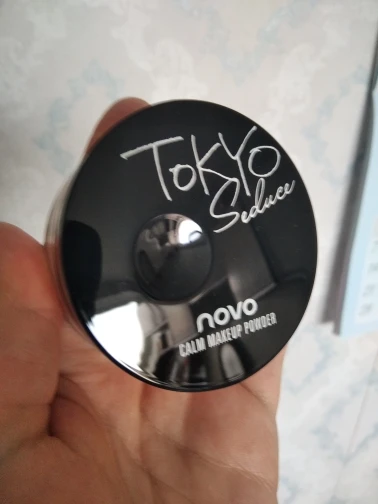 TOKYO
Seduce
novo
CALM MAKEUP POWDER